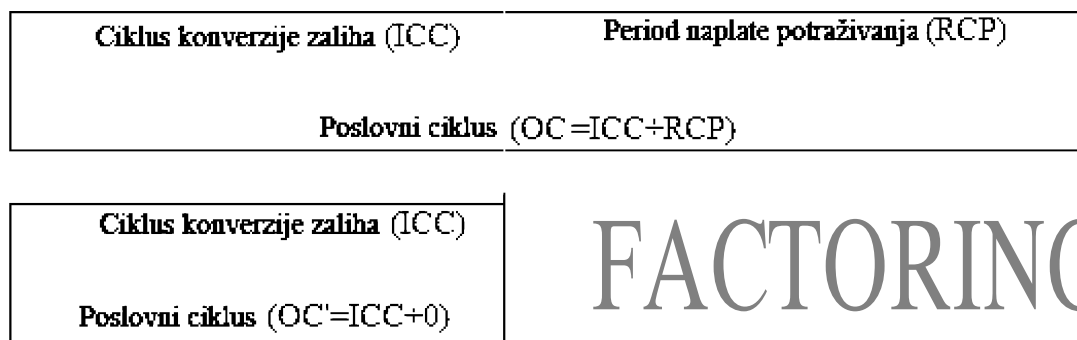 Ciklus konverzije zaliha (ICC) Period naplate potraživanja (RCP)
Poslovni ciklus (OC=ICC+RCP)
Ciklus konverzije zaliha (ICC)
FACTORING
Poslovni ciklus (OC'=ICC+0)